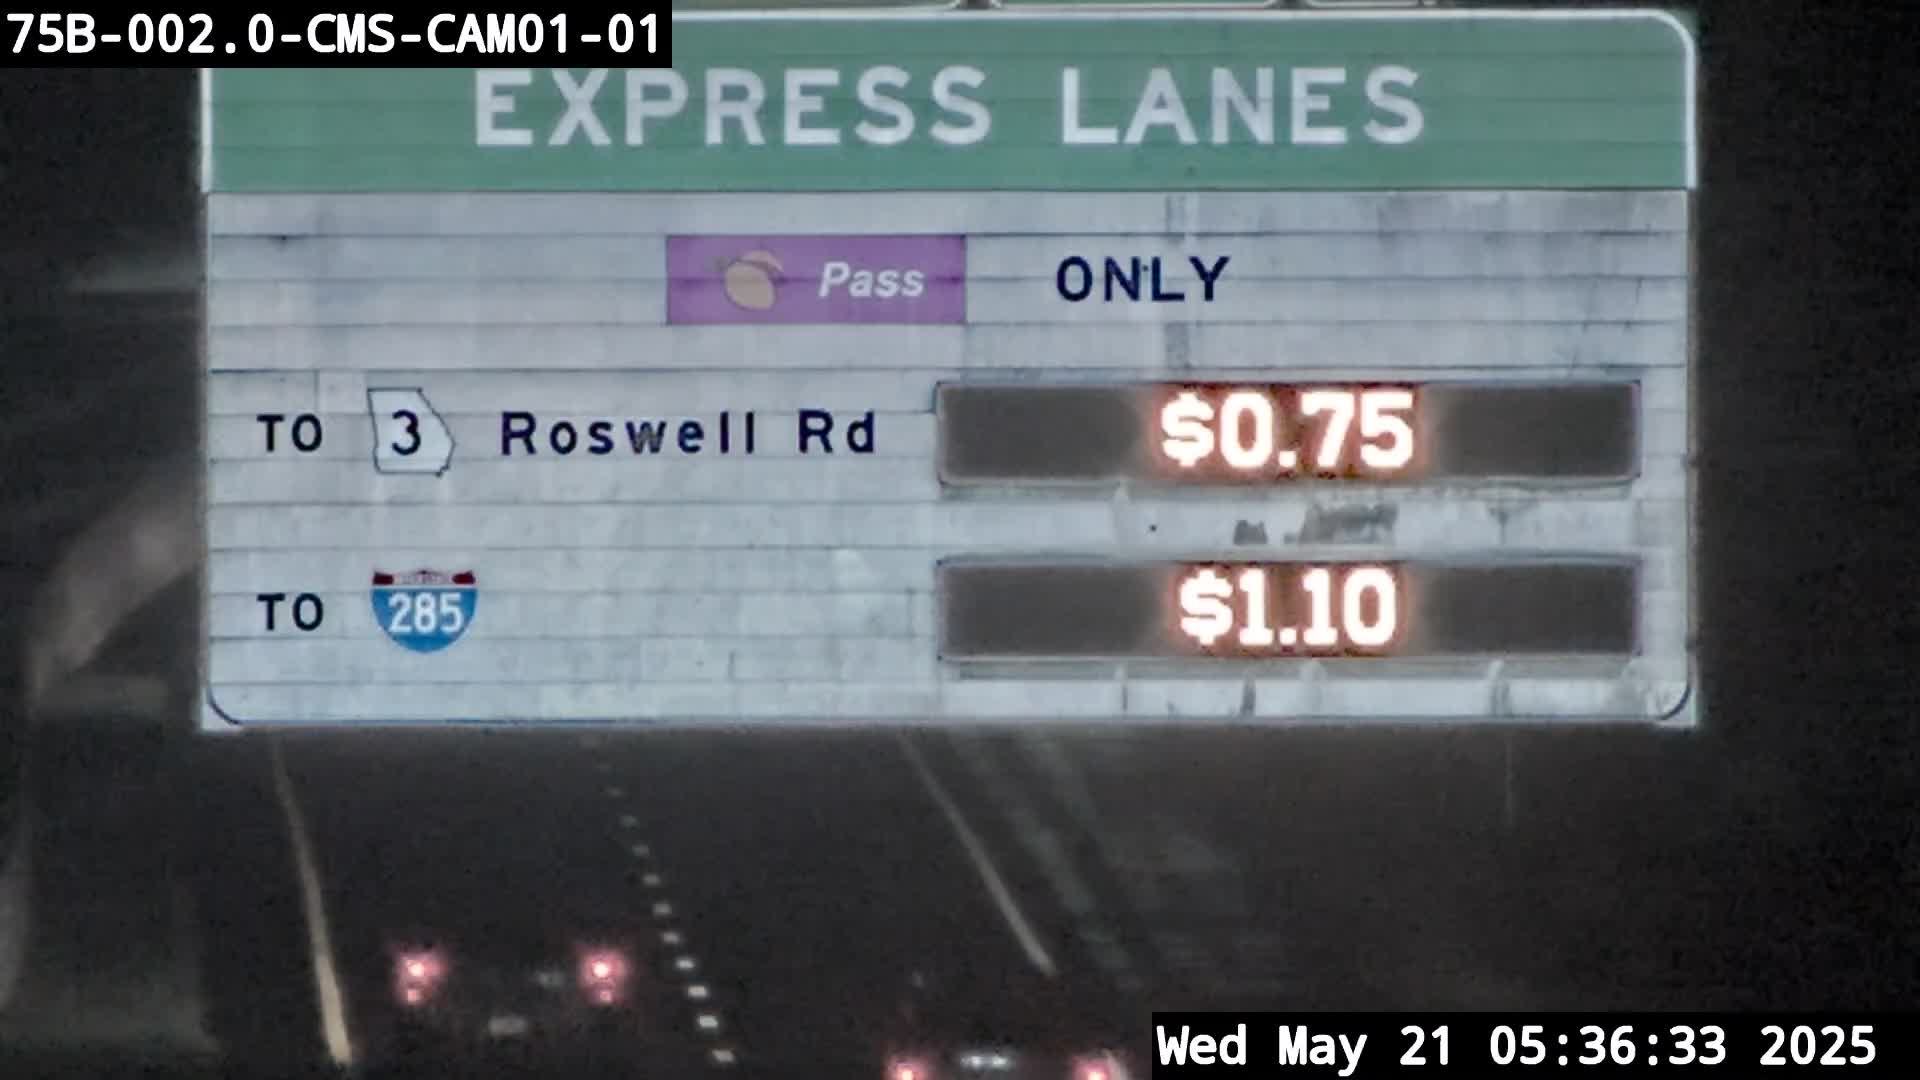 75B-002.0-CMS-CAM01-01
EXPRESS LANES
Pass ONLY
TO 3 Roswell Rd $0.75
TO 285 $1.10
Wed May 21 05:36:33 2025